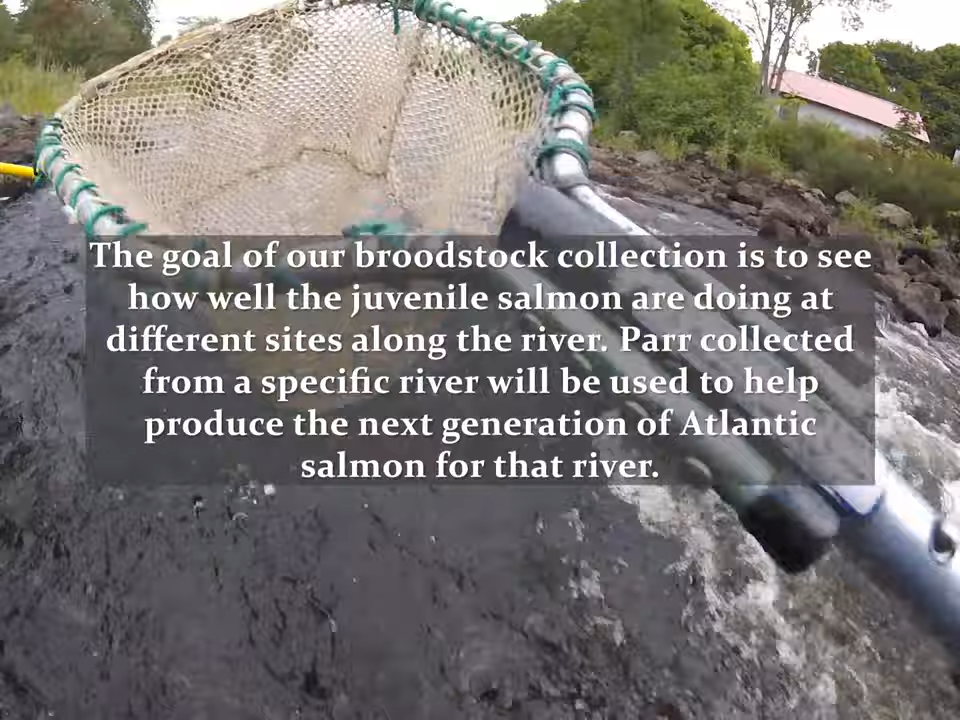 The goal of our broodstock collection is to see
how well the juvenile salmon are doing at
different sites along the river. Parr collected
from a specific river will be used to help
produce the next generation of Atlantic
salmon for that river.